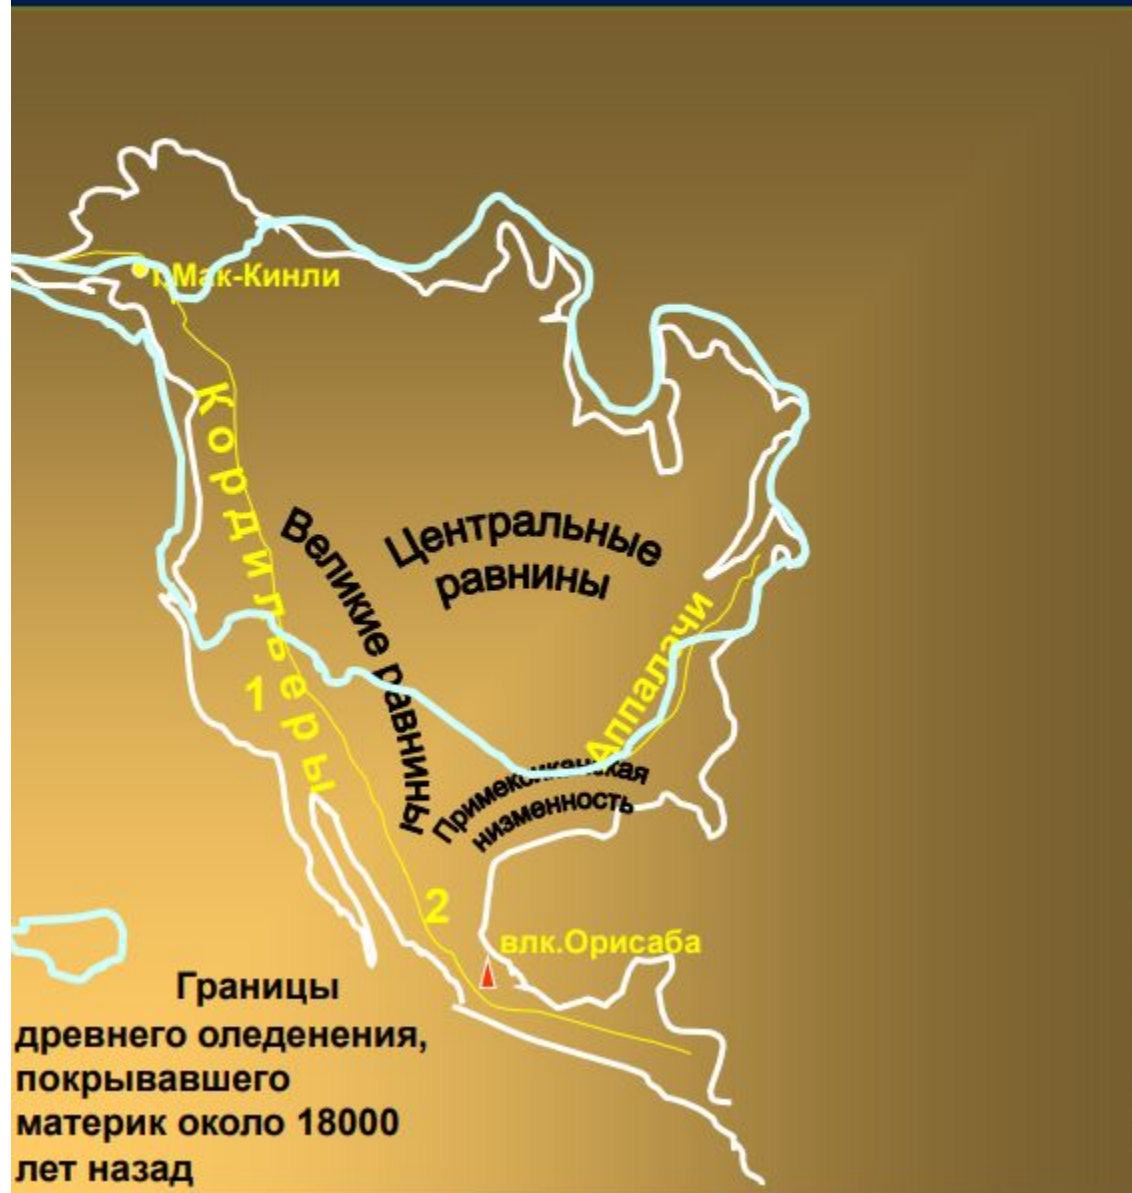 г.Мак-Кинли
Кордильеры
Великие равнины
Центральные
равнины
Аппалачи
1
Примексиканская
низменность
2
влк.Орисаба
Границы
древнего оледенения,
покрывавшего
материк около 18000
лет назад